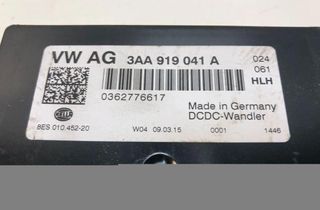 VW AG 3AA 919 041 A 024
061
HLH
0362776617
Made in Germany
DCDC-Wandler
HELLA
8ES 010.452-20 W04 09.03.15 0001 1446